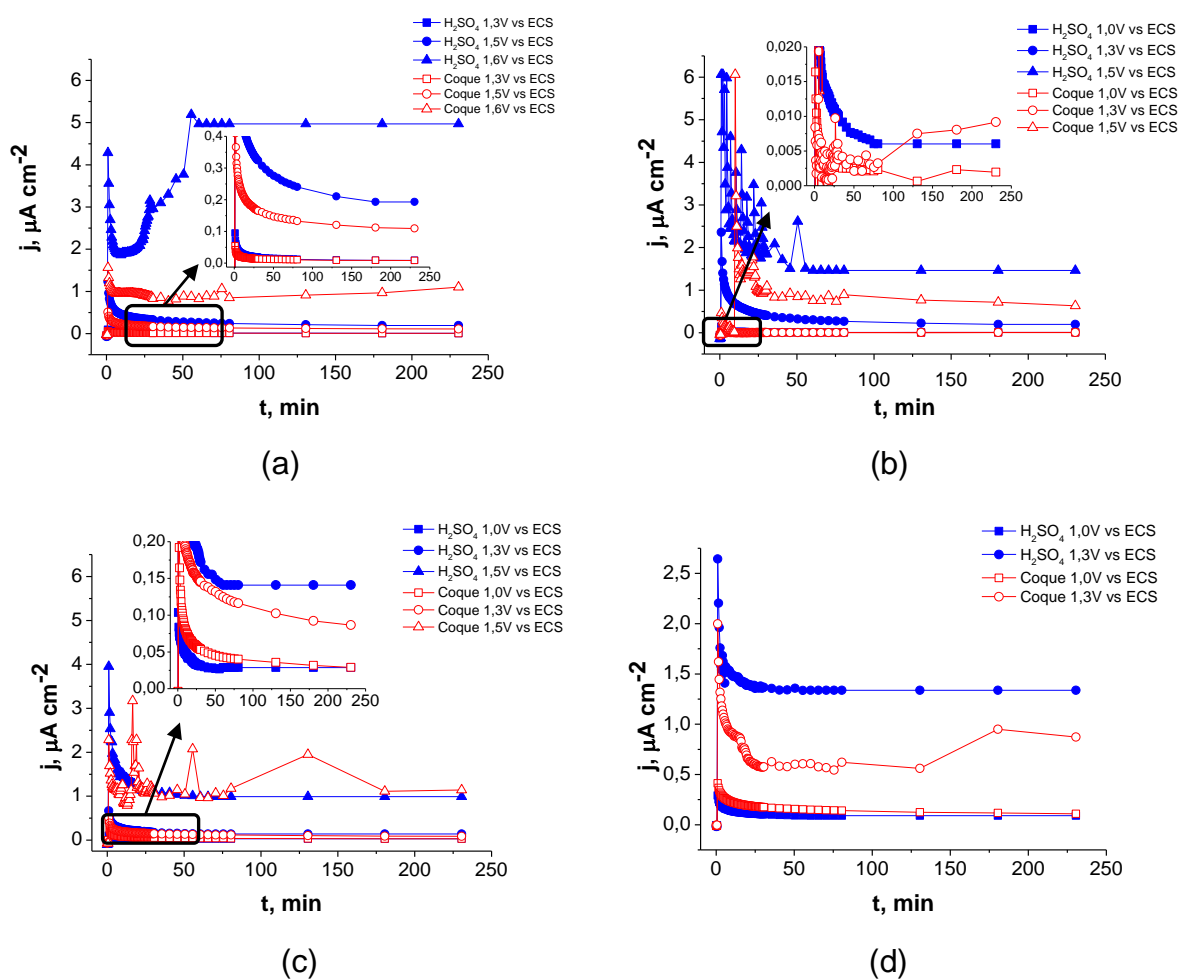 (a)
H₂SO₄ 1,3V vs ECS
H₂SO₄ 1,5V vs ECS
H₂SO₄ 1,6V vs ECS
Coque 1,3V vs ECS
Coque 1,5V vs ECS
Coque 1,6V vs ECS
j, µA cm⁻²
6
5
4
3
2
1
0
0 50 100 150 200 250
t, min
0,4
0,3
0,2
0,1
0,0
0 50 100 150 200 250
(b)
H₂SO₄ 1,0V vs ECS
H₂SO₄ 1,3V vs ECS
H₂SO₄ 1,5V vs ECS
Coque 1,0V vs ECS
Coque 1,3V vs ECS
Coque 1,5V vs ECS
j, µA cm⁻²
6
5
4
3
2
1
0
0 50 100 150 200 250
t, min
0,020
0,015
0,010
0,005
0,000
0 50 100 150 200 250
(c)
H₂SO₄ 1,0V vs ECS
H₂SO₄ 1,3V vs ECS
H₂SO₄ 1,5V vs ECS
Coque 1,0V vs ECS
Coque 1,3V vs ECS
Coque 1,5V vs ECS
j, µA cm⁻²
6
5
4
3
2
1
0
0 50 100 150 200 250
t, min
0,20
0,15
0,10
0,05
0,00
0 50 100 150 200 250
(d)
H₂SO₄ 1,0V vs ECS
H₂SO₄ 1,3V vs ECS
Coque 1,0V vs ECS
Coque 1,3V vs ECS
j, µA cm⁻²
2,5
2,0
1,5
1,0
0,5
0,0
0 50 100 150 200 250
t, min